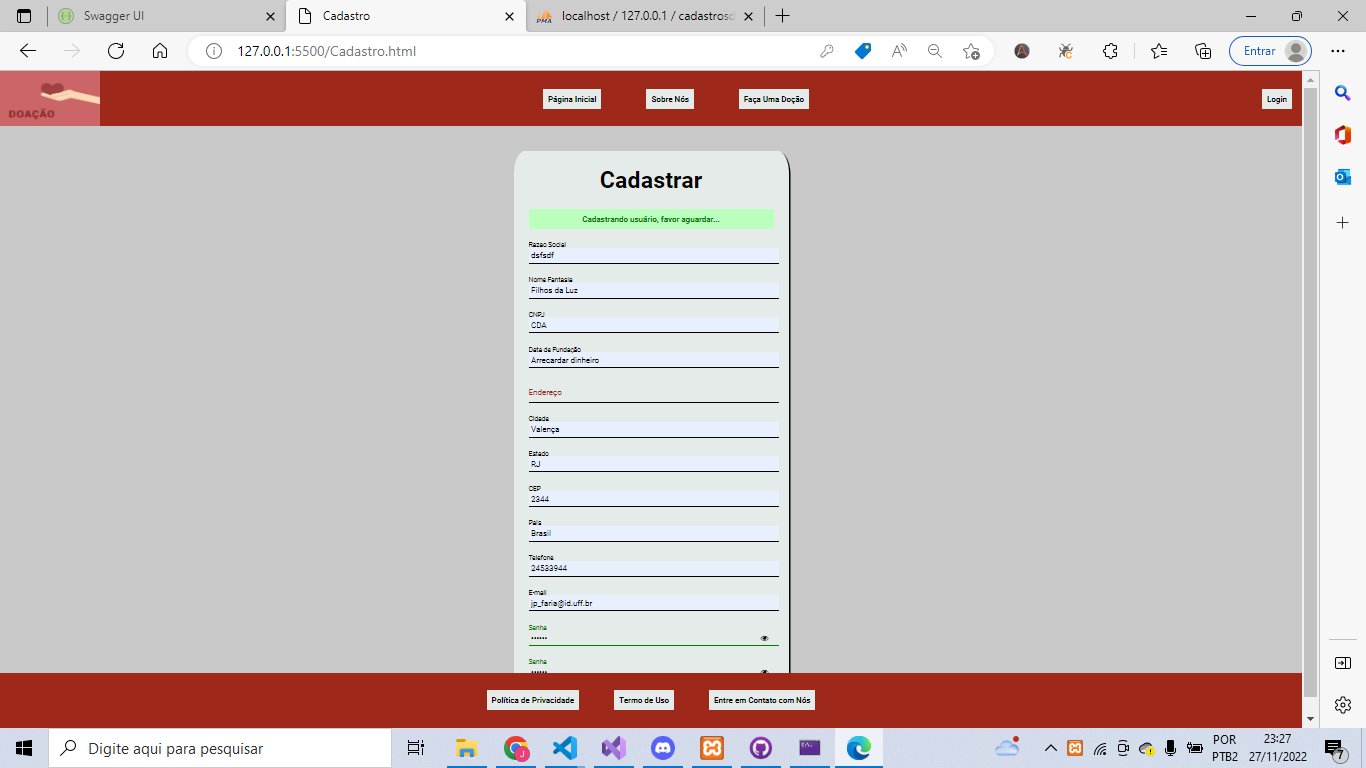 Swagger UI
Cadastro
localhost / 127.0.0.1 / cadastrosd
127.0.0.1:5500/Cadastro.html
Entrar
DOAÇÃO
Página Inicial
Sobre Nós
Faça Uma Doção
Login
Cadastrar
Cadastrando usuário, favor aguardar...
Razao Social
dsfsdf
Nome Fantasia
Filhos da Luz
CNPJ
CDA
Data da Fundação
Arrecardar dinheiro
Endereço
Cidade
Valença
Estado
RJ
CEP
2344
País
Brasil
Telefone
24533944
E-mail
jp_faria@id.uff.br
Senha
••••••
Senha
••••••
Política de Privacidade
Termo de Uso
Entre em Contato com Nós
Digite aqui para pesquisar
POR
PTB2
23:27
27/11/2022
7